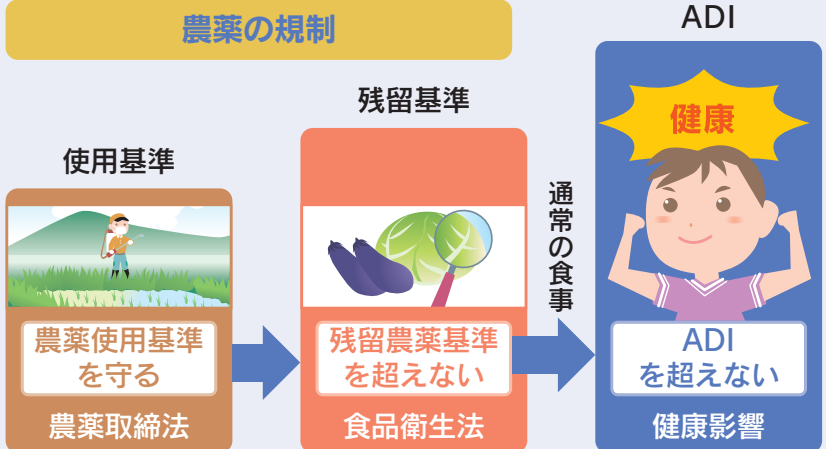 農薬の規制
使用基準
農薬使用基準
を守る
農薬取締法
残留基準
残留農薬基準
を超えない
食品衛生法
通常の食事
ADI
健康
ADI
を超えない
健康影響